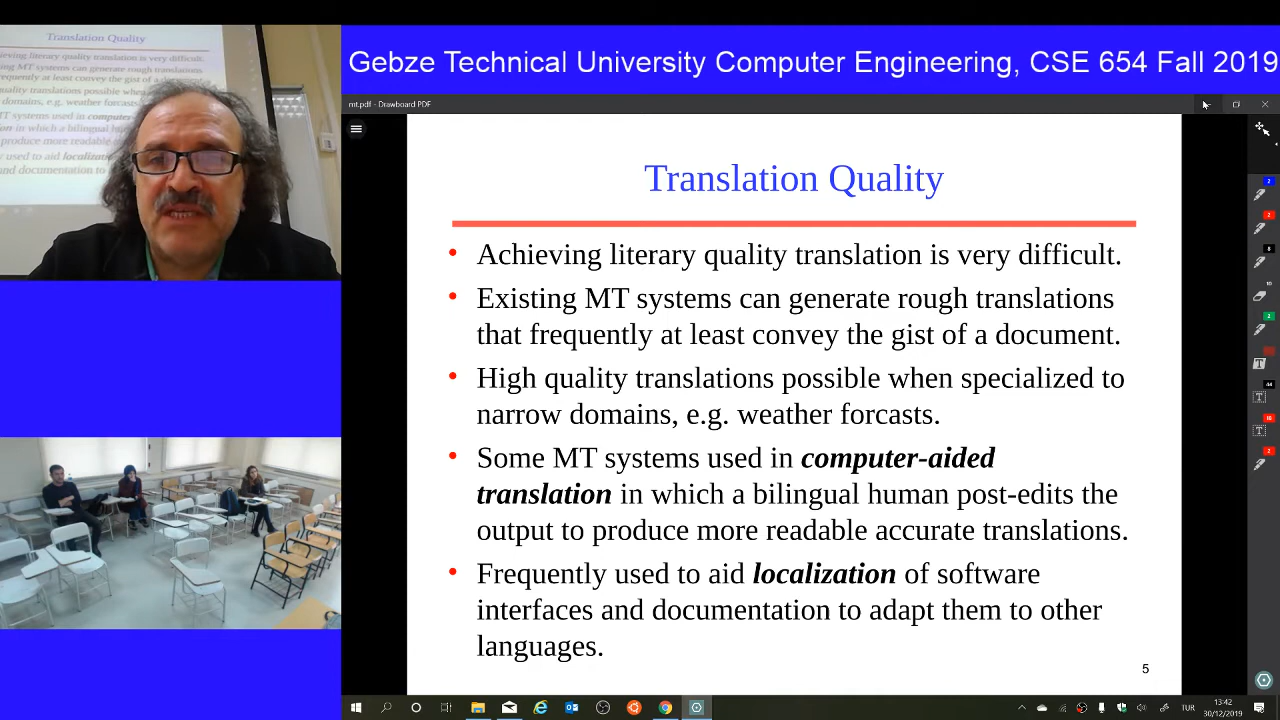 Translation Quality
Gebze Technical University Computer Engineering, CSE 654 Fall 2019
mt.pdf - Drawboard PDF
Translation Quality
• Achieving literary quality translation is very difficult.
• Existing MT systems can generate rough translations
that frequently at least convey the gist of a document.
• High quality translations possible when specialized to
narrow domains, e.g. weather forcasts.
• Some MT systems used in computer-aided
translation in which a bilingual human post-edits the
output to produce more readable accurate translations.
• Frequently used to aid localization of software
interfaces and documentation to adapt them to other
languages.
5
TUR
13:42
30/12/2019